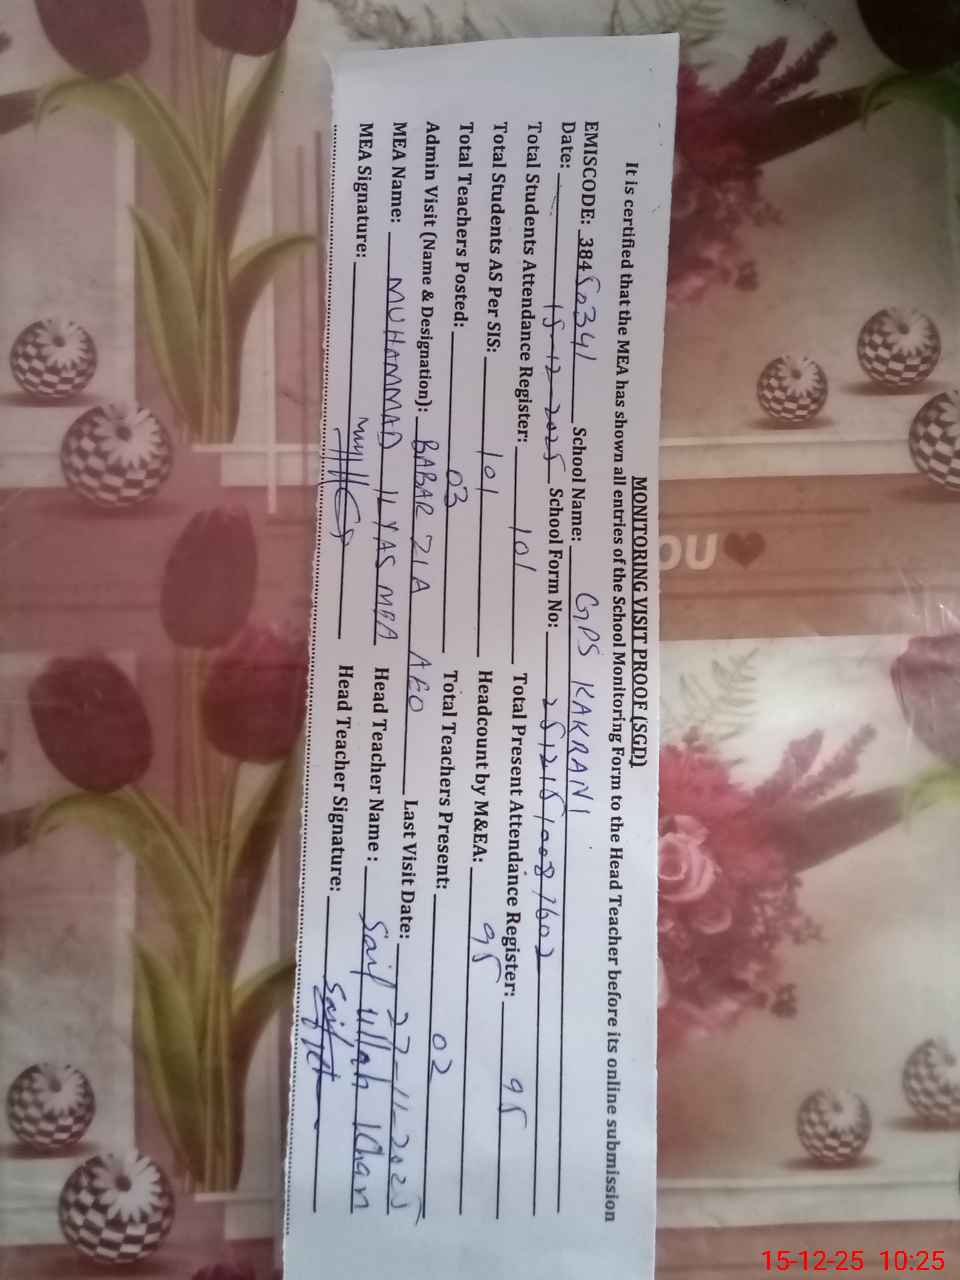 MONITORING VISIT PROOF (SGD)
It is certified that the MEA has shown all entries of the School Monitoring Form to the Head Teacher before its online submission
EMISCODE: 38450341 School Name: GPS KAKRANI
Date: 15-12-2025 School Form No: 25121510087602
Total Students Attendance Register: 101 Total Present Attendance Register: 95
Total Students AS Per SIS: 101 Headcount by M&EA: 95
Total Teachers Posted: 03 Total Teachers Present: 02
Admin Visit (Name & Designation): BABAR ZIA AEO Last Visit Date: 27-11-2025
MEA Name: MUHAMMAD ILYAS MEA Head Teacher Name: Saif ullah Khan
MEA Signature: Head Teacher Signature:
OU
15-12-25 10:25